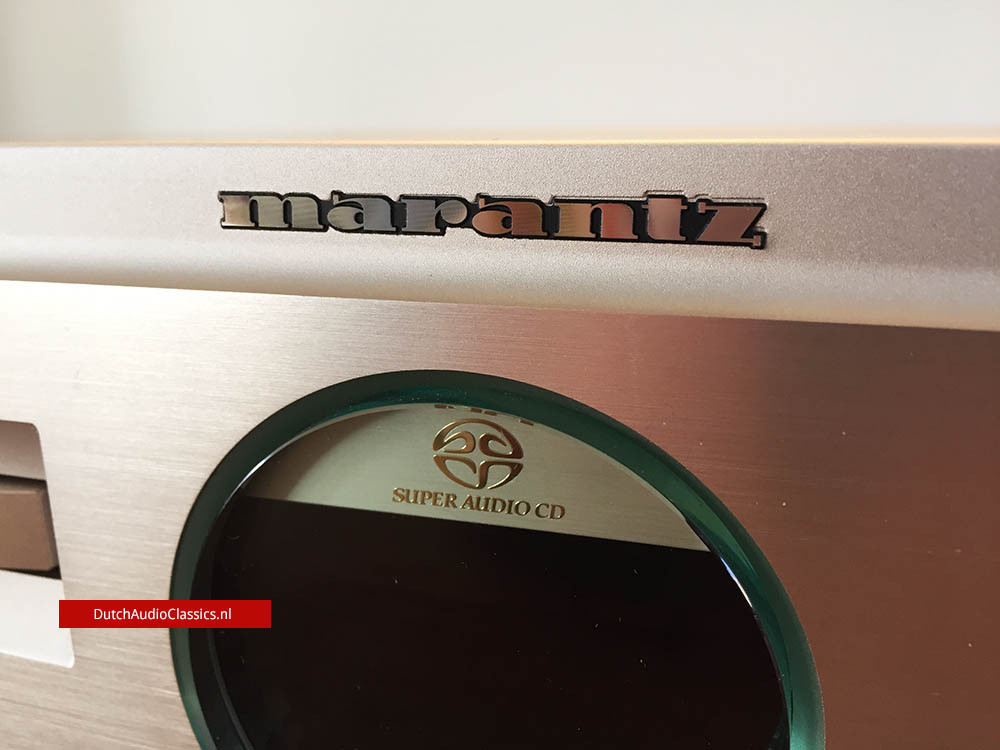 marantz
SUPER AUDIO CD
DutchAudioClassics.nl